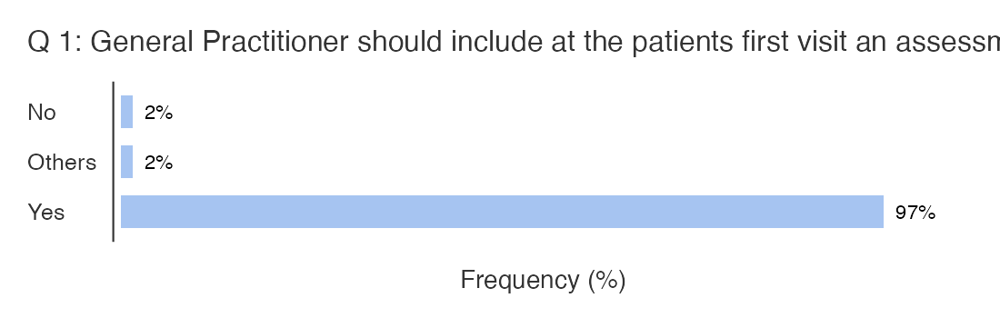 Q 1: General Practitioner should include at the patients first visit an
No 2%
Others 2%
Yes 97%
Frequency (%)